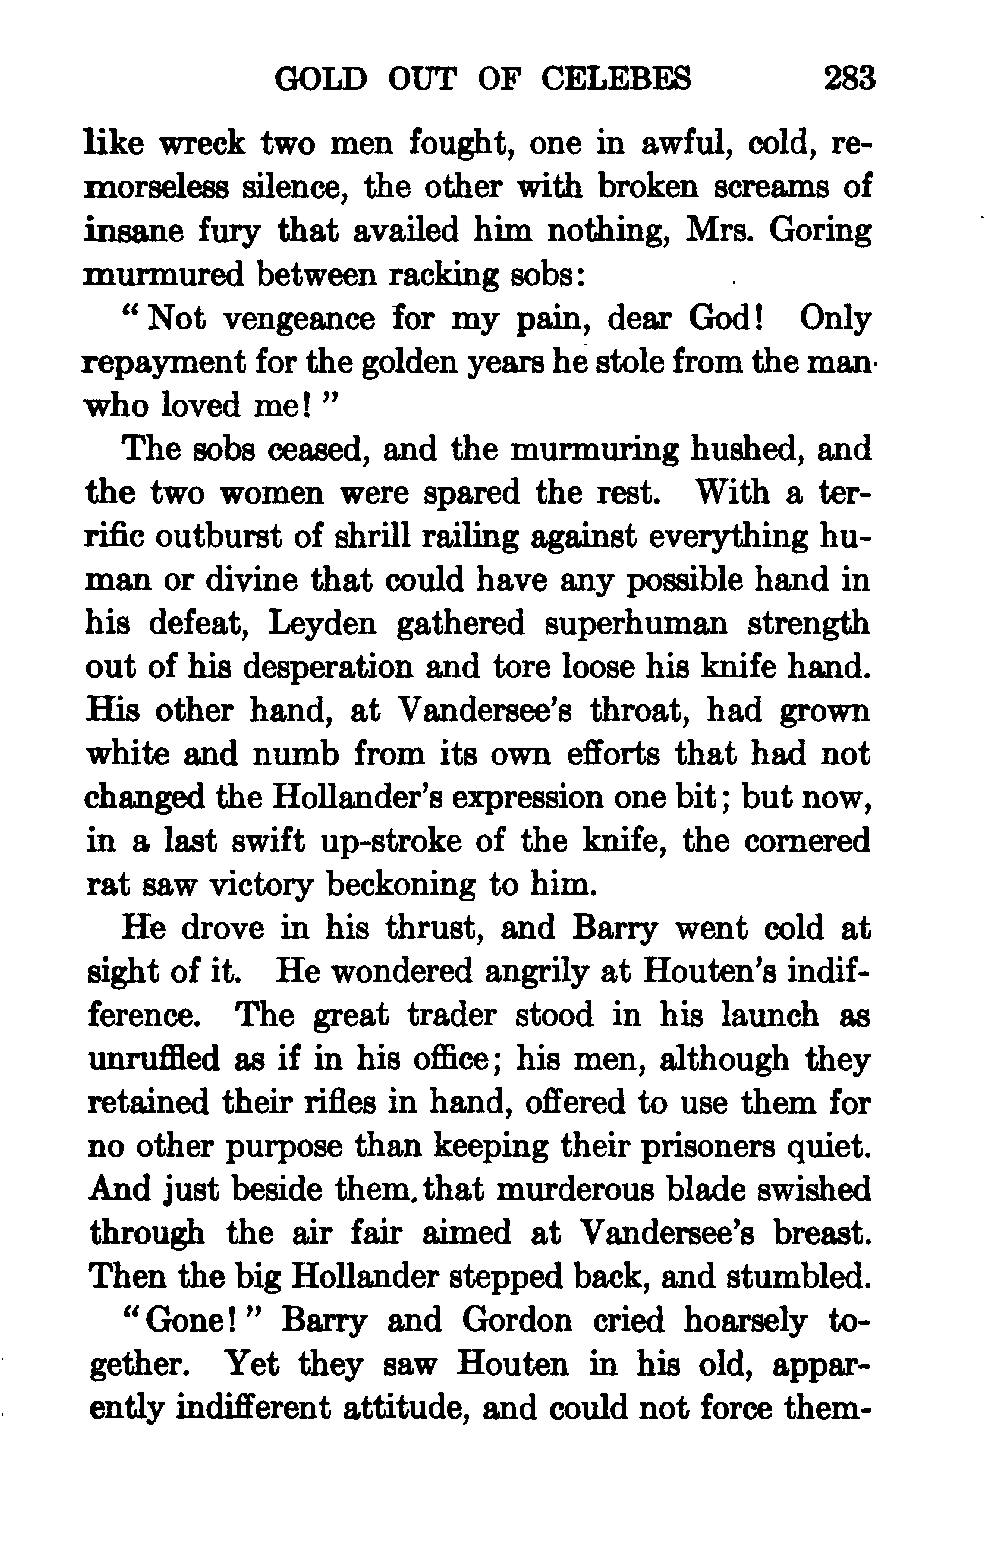 GOLD OUT OF CELEBES 283
like wreck two men fought, one in awful, cold, re-
morseless silence, the other with broken screams of
insane fury that availed him nothing, Mrs. Goring
murmured between racking sobs:
“ Not vengeance for my pain, dear God! Only
repayment for the golden years he stole from the man
who loved me! ”
The sobs ceased, and the murmuring hushed, and
the two women were spared the rest. With a ter-
rific outburst of shrill railing against everything hu-
man or divine that could have any possible hand in
his defeat, Leyden gathered superhuman strength
out of his desperation and tore loose his knife hand.
His other hand, at Vandersee’s throat, had grown
white and numb from its own efforts that had not
changed the Hollander’s expression one bit; but now,
in a last swift up-stroke of the knife, the cornered
rat saw victory beckoning to him.
He drove in his thrust, and Barry went cold at
sight of it. He wondered angrily at Houten’s indif-
ference. The great trader stood in his launch as
unruffled as if in his office; his men, although they
retained their rifles in hand, offered to use them for
no other purpose than keeping their prisoners quiet.
And just beside them. that murderous blade swished
through the air fair aimed at Vandersee’s breast.
Then the big Hollander stepped back, and stumbled.
“ Gone! ” Barry and Gordon cried hoarsely to-
gether. Yet they saw Houten in his old, appar-
ently indifferent attitude, and could not force them-